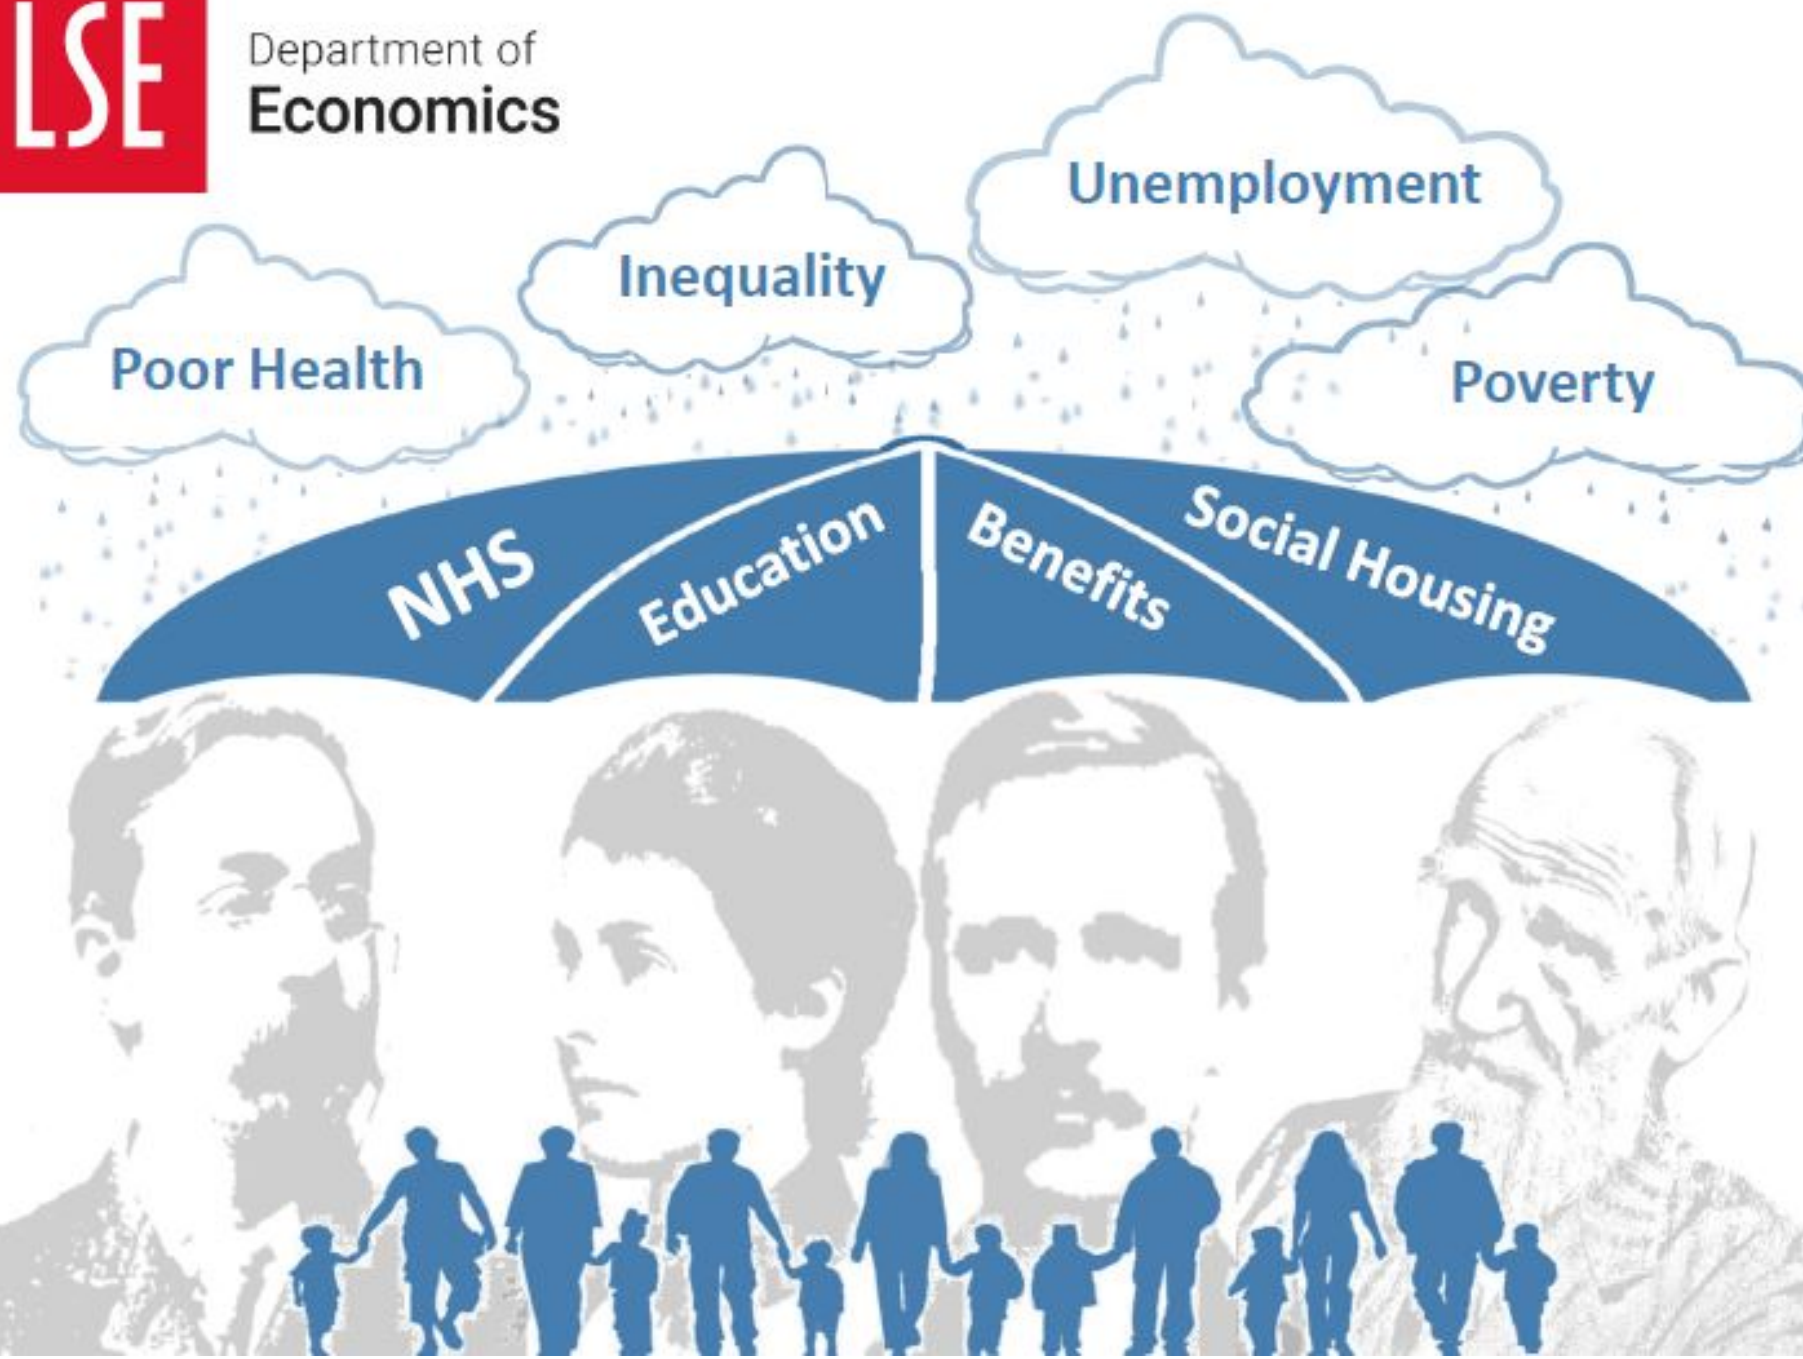 LSE
Department of
Economics
Unemployment
Inequality
Poor Health
Poverty
NHS
Education
Benefits
Social Housing